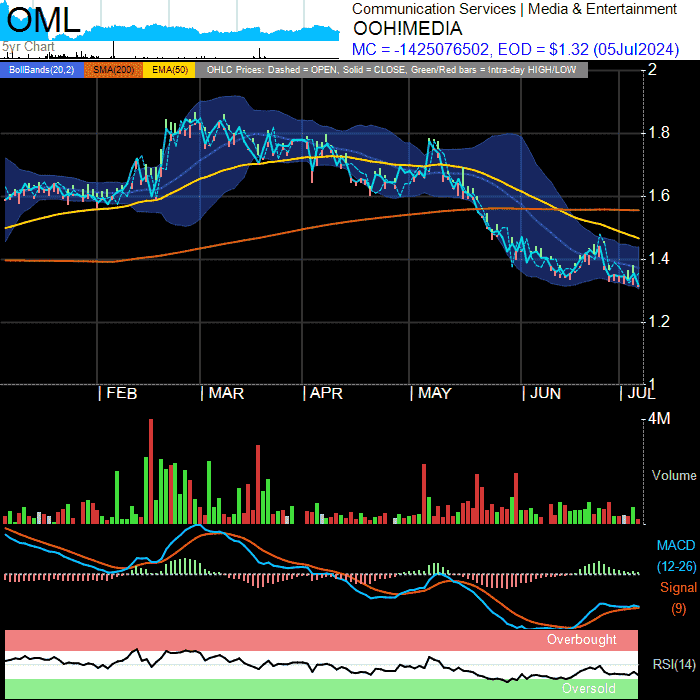 OML
Communication Services | Media & Entertainment
OOH!MEDIA
5yr Chart
MC = -1425076502, EOD = $1.32 (05Jul2024)
BollBands(20,2) SMA(200) EMA(50) OHLC Prices: Dashed = OPEN, Solid = CLOSE, Green/Red bars = Intra-day HIGH/LOW
2
1.8
1.6
1.4
1.2
1
FEB MAR APR MAY JUN JUL
4M
Volume
MACD
(12-26)
Signal
(9)
Overbought
RSI(14)
Oversold